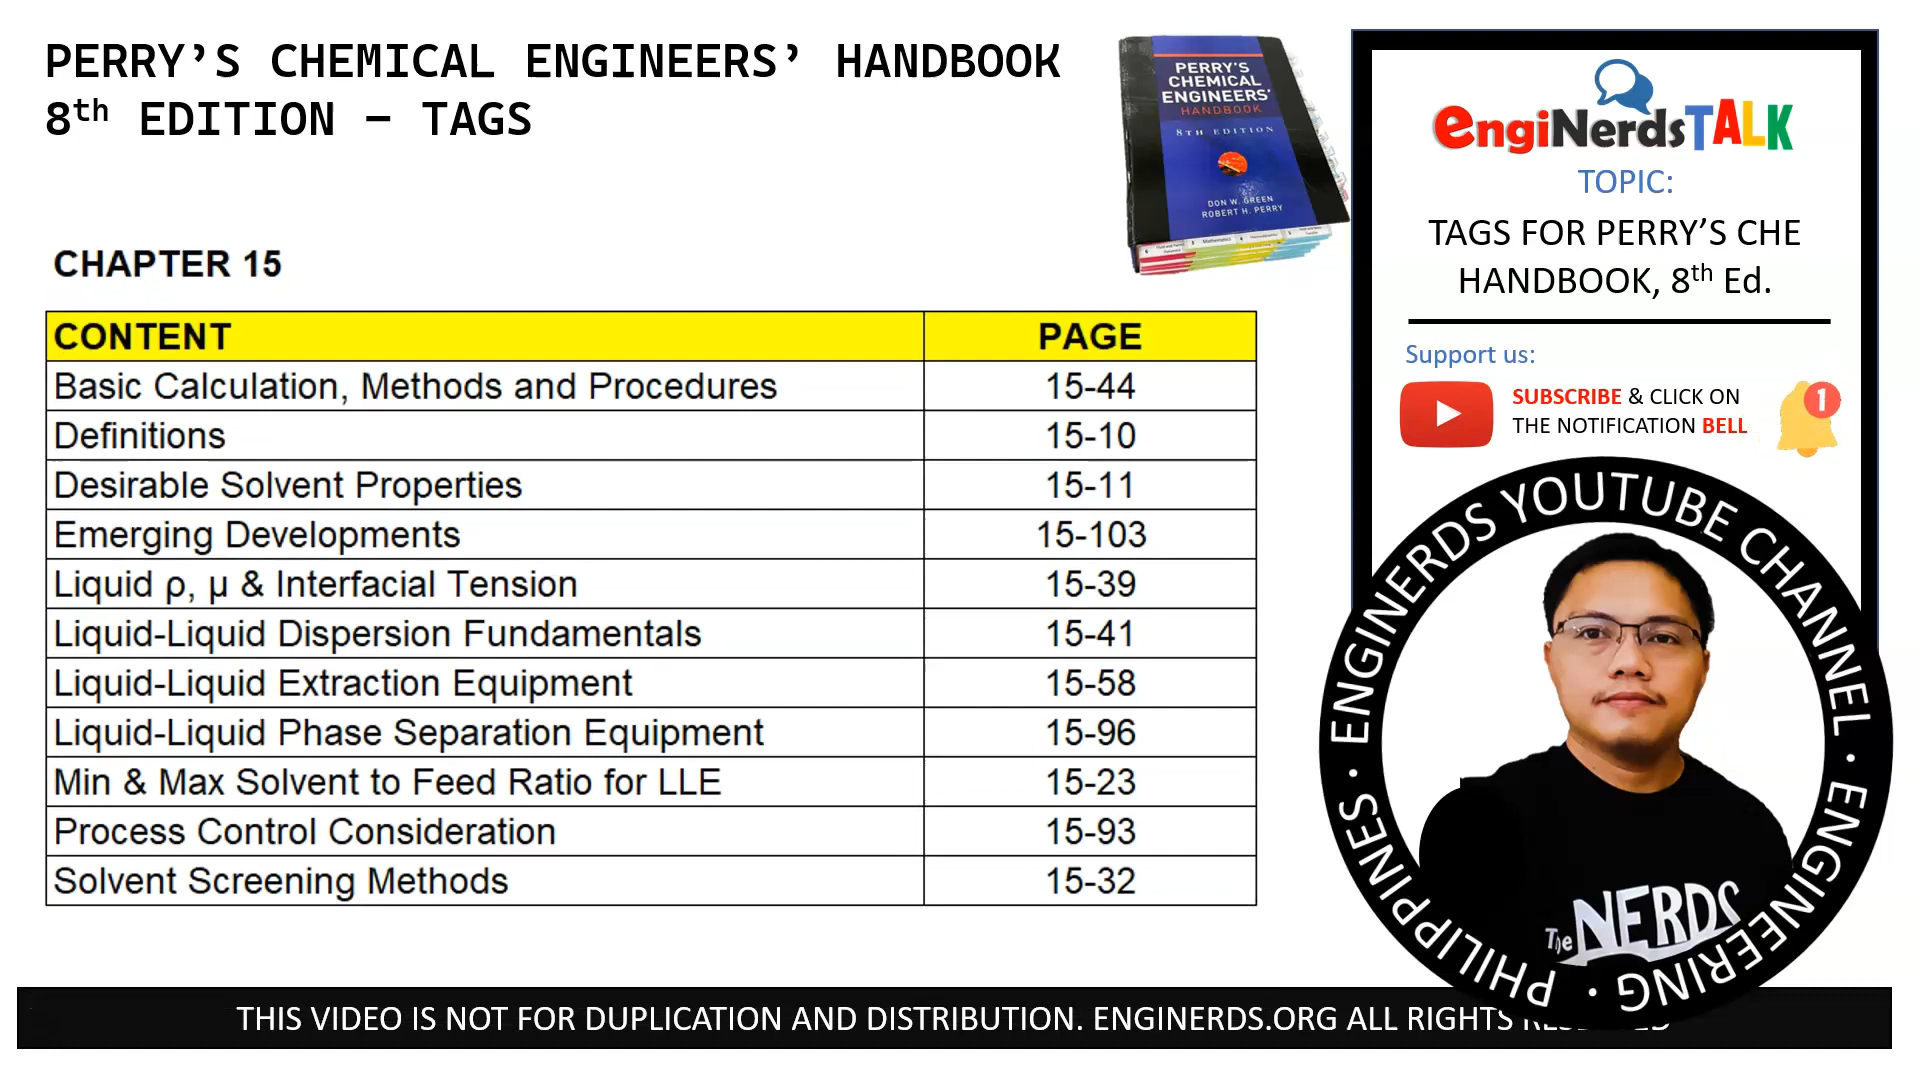 PERRY’S CHEMICAL ENGINEERS’ HANDBOOK
8th EDITION – TAGS
PERRY'S
CHEMICAL
ENGINEERS'
HANDBOOK
8TH EDITION
DON W. GREEN
ROBERT H. PERRY
Mathematics
CHAPTER 15
CONTENT PAGE
Basic Calculation, Methods and Procedures 15-44
Definitions 15-10
Desirable Solvent Properties 15-11
Emerging Developments 15-103
Liquid ρ, μ & Interfacial Tension 15-39
Liquid-Liquid Dispersion Fundamentals 15-41
Liquid-Liquid Extraction Equipment 15-58
Liquid-Liquid Phase Separation Equipment 15-96
Min & Max Solvent to Feed Ratio for LLE 15-23
Process Control Consideration 15-93
Solvent Screening Methods 15-32
engiNerdsTALK
TOPIC:
TAGS FOR PERRY’S CHE
HANDBOOK, 8th Ed.
Support us:
SUBSCRIBE & CLICK ON
THE NOTIFICATION BELL
1
ENGINERDS YOUTUBE CHANNEL · ENGINEERING · PHILIPPINES ·
The NERDS
THIS VIDEO IS NOT FOR DUPLICATION AND DISTRIBUTION. ENGINERDS.ORG ALL RIGHTS